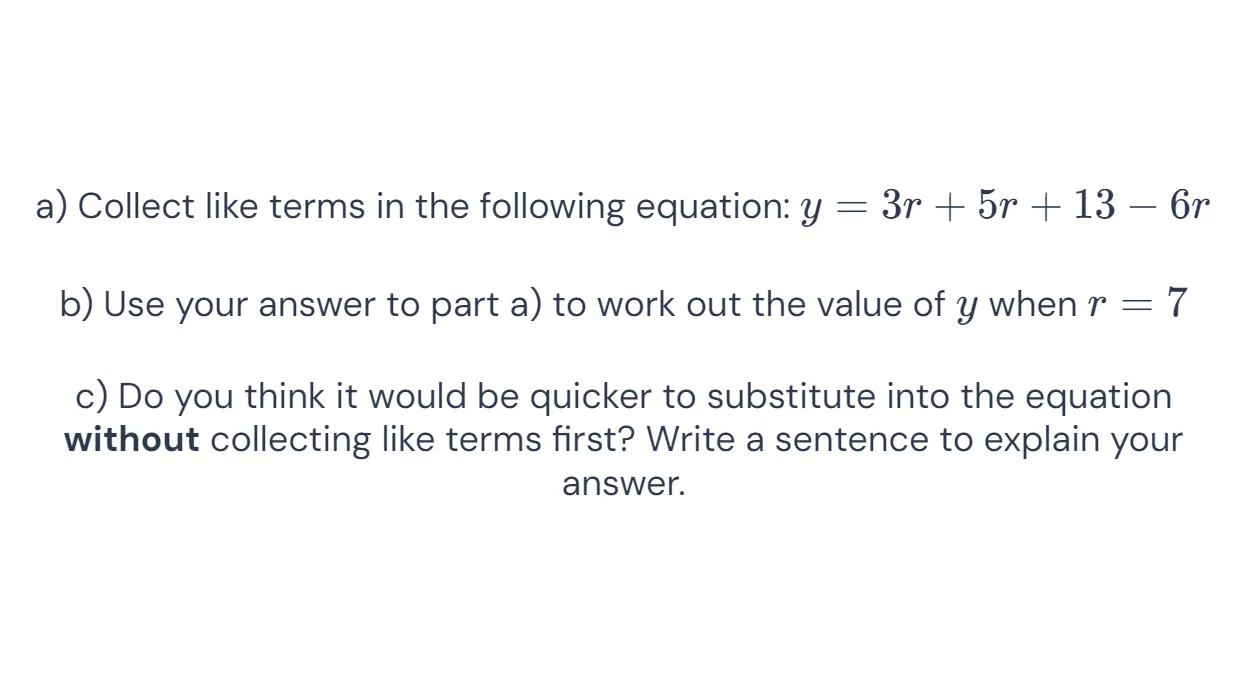 a) Collect like terms in the following equation: y = 3r + 5r + 13 − 6r
b) Use your answer to part a) to work out the value of y when r = 7
c) Do you think it would be quicker to substitute into the equation
without collecting like terms first? Write a sentence to explain your
answer.